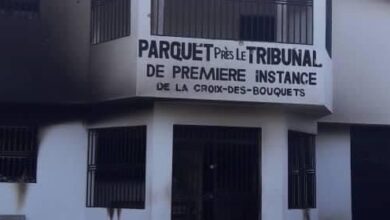 PARQUET PRÈS LE TRIBUNAL
DE PREMIERE INSTANCE
DE LA CROIX-DES-BOUQUETS